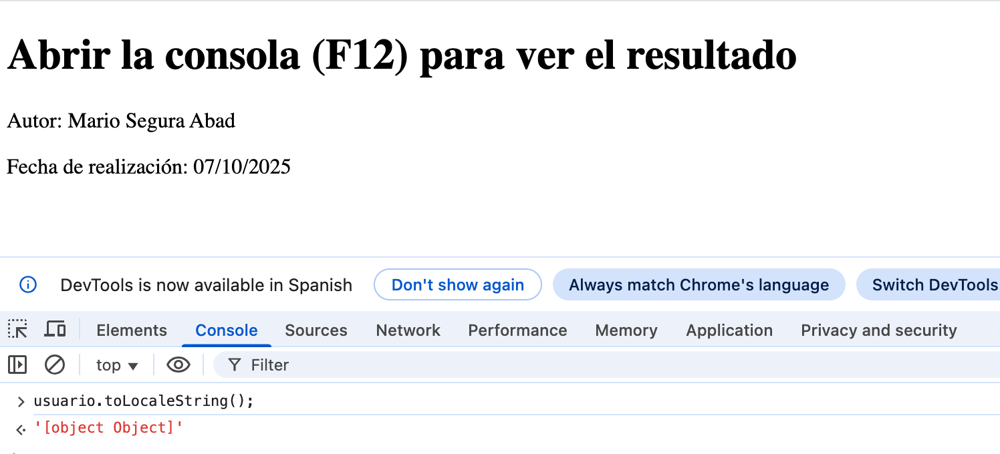 Abrir la consola (F12) para ver el resultado
Autor: Mario Segura Abad
Fecha de realización: 07/10/2025
DevTools is now available in Spanish Don't show again Always match Chrome's language Switch DevTools
Elements Console Sources Network Performance Memory Application Privacy and security
top Filter
> usuario.toLocaleString();
'[object Object]'